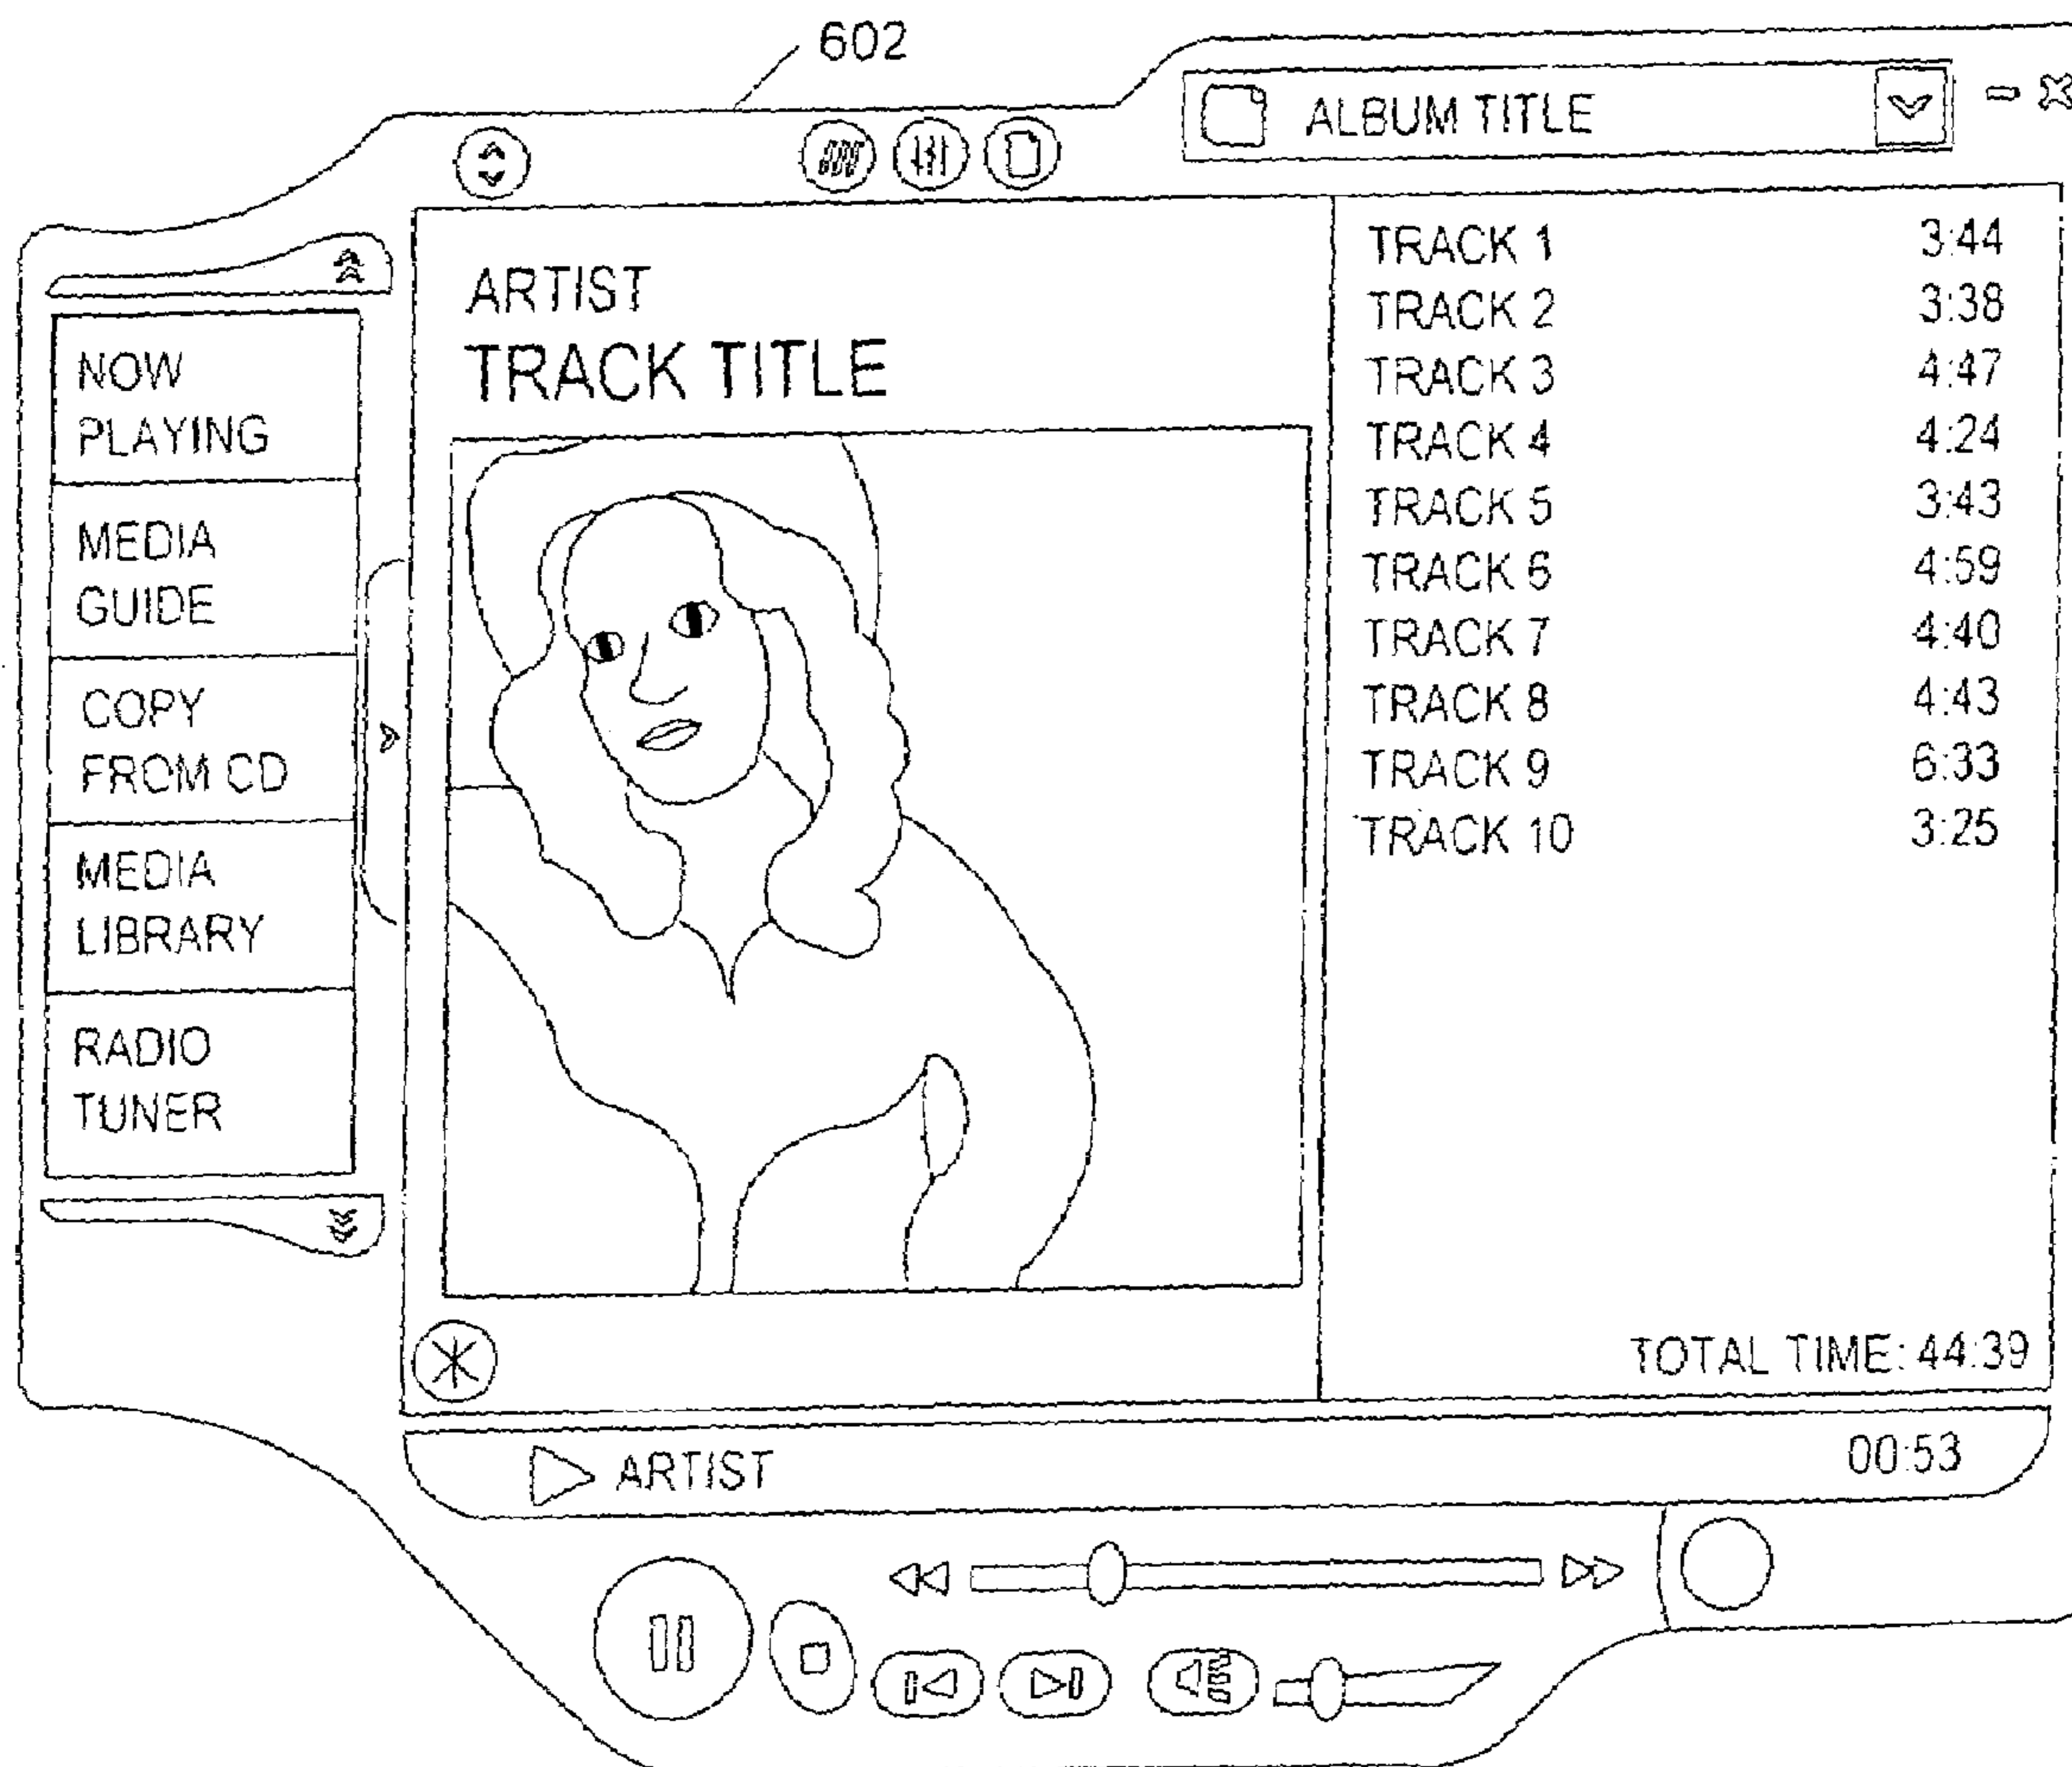 602
ALBUM TITLE
NOW
PLAYING
MEDIA
GUIDE
COPY
FROM CD
MEDIA
LIBRARY
RADIO
TUNER
ARTIST
TRACK TITLE
TRACK 1 3:44
TRACK 2 3:38
TRACK 3 4:47
TRACK 4 4:24
TRACK 5 3:43
TRACK 6 4:59
TRACK 7 4:40
TRACK 8 4:43
TRACK 9 6:33
TRACK 10 3:25
TOTAL TIME: 44:39
ARTIST 00:53